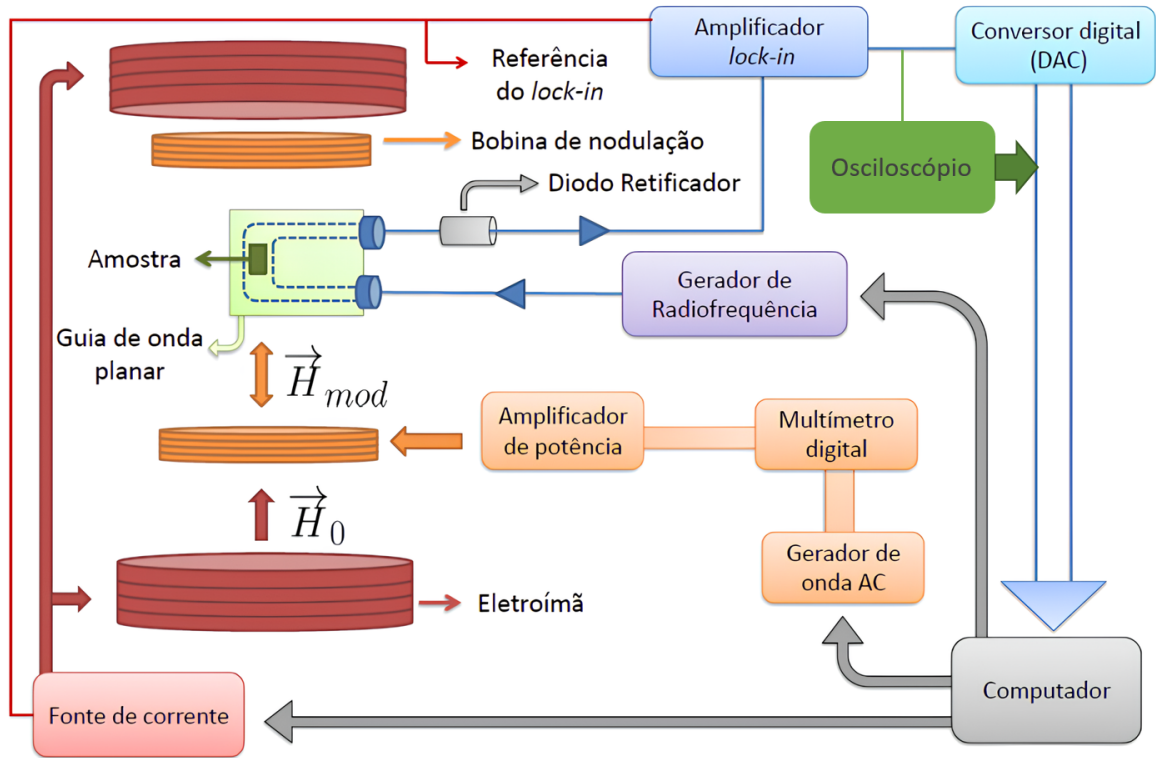 Amplificador
lock-in
Conversor digital
(DAC)
Referência
do lock-in
Bobina de nodulação
Osciloscópio
Diodo Retificador
Amostra
Gerador de
Radiofrequência
Guia de onda
planar
H mod
Amplificador
de potência
Multímetro
digital
H 0
Gerador de
onda AC
Eletroímã
Computador
Fonte de corrente